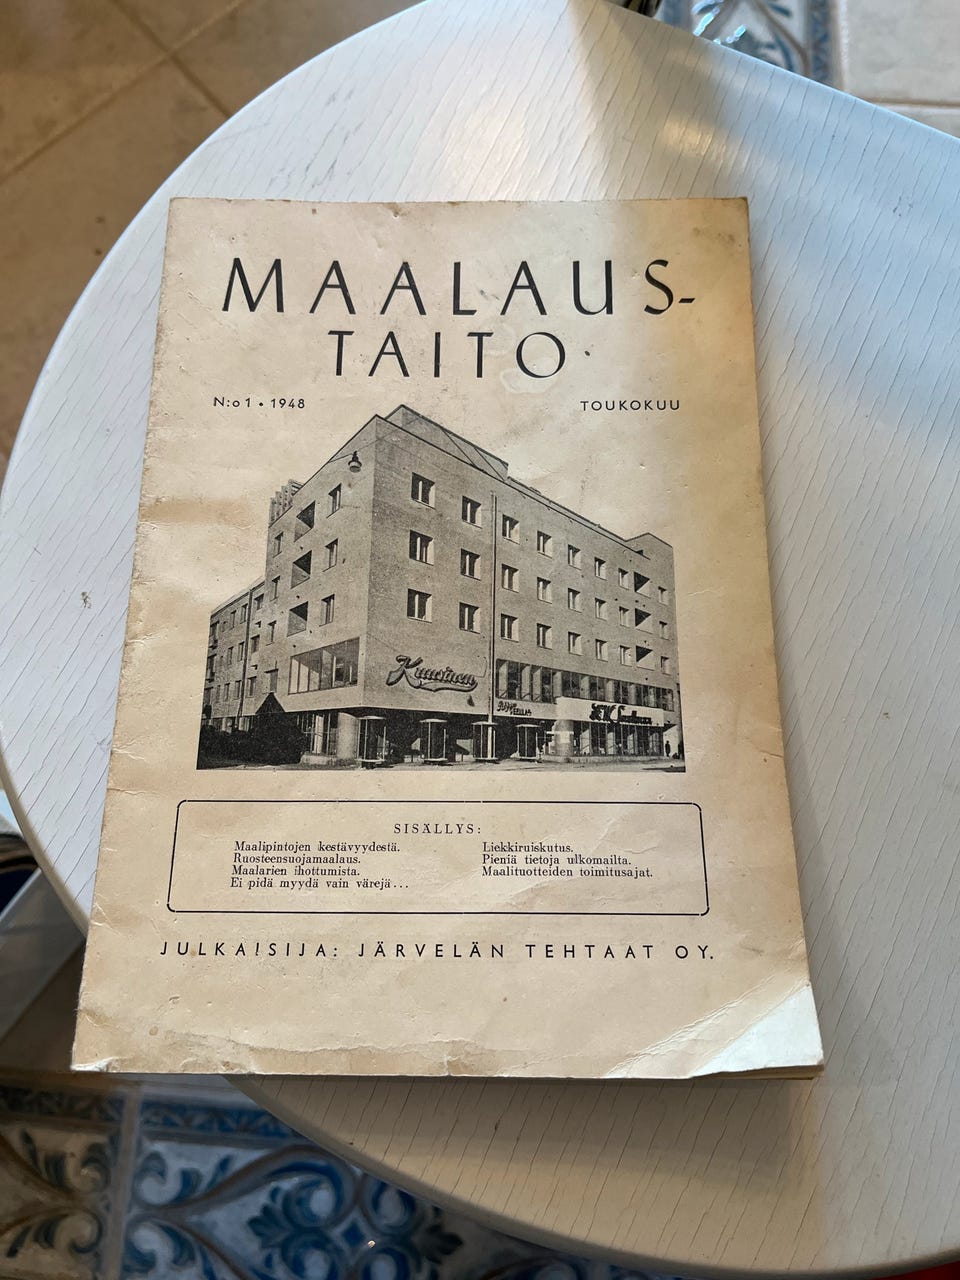 MAALAUS-
TAITO
N:o 1 • 1948
TOUKOKUU
Kuusinen
SISÄLLYS:
Maalipintojen kestävyydestä.
Ruosteensuojamaalaus.
Maalarien ihottumista.
Ei pidä myydä vain värejä...
Liekkiruiskutus.
Pieniä tietoja ulkomailta.
Maalituotteiden toimitusajat.
JULKAISIJA: JÄRVELÄN TEHTAAT OY.